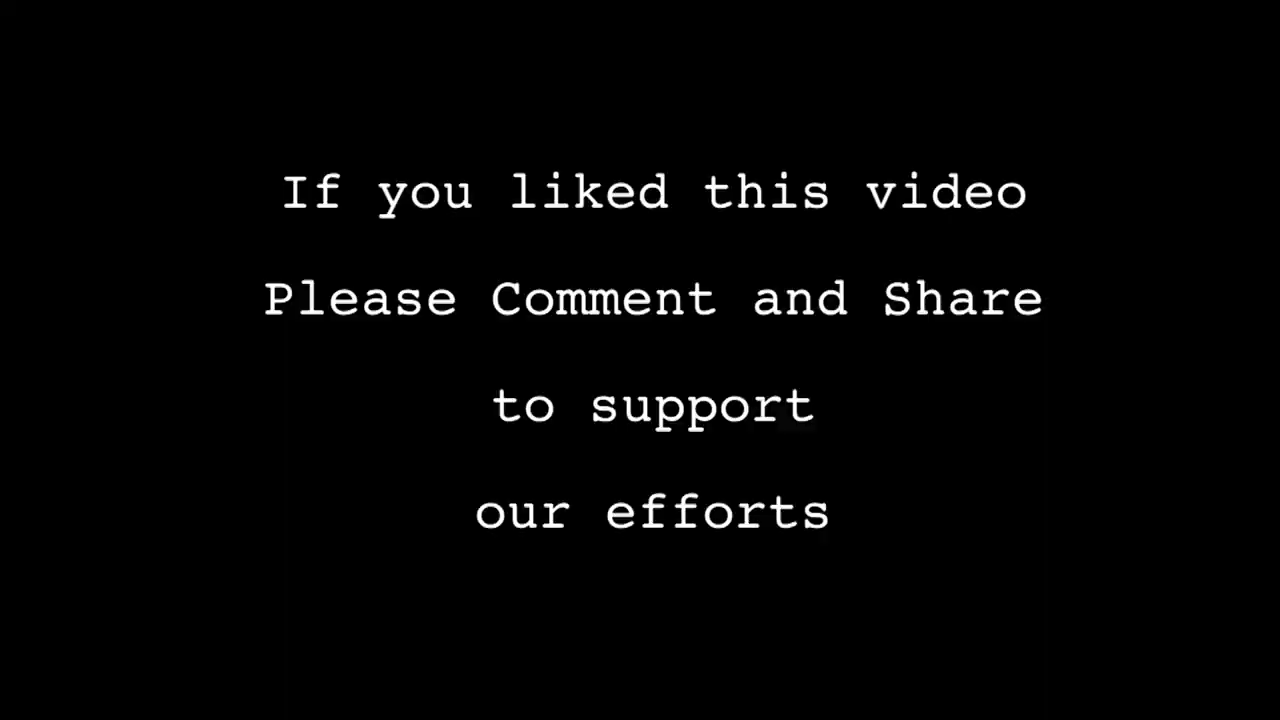 If you liked this video
Please Comment and Share
to support
our efforts